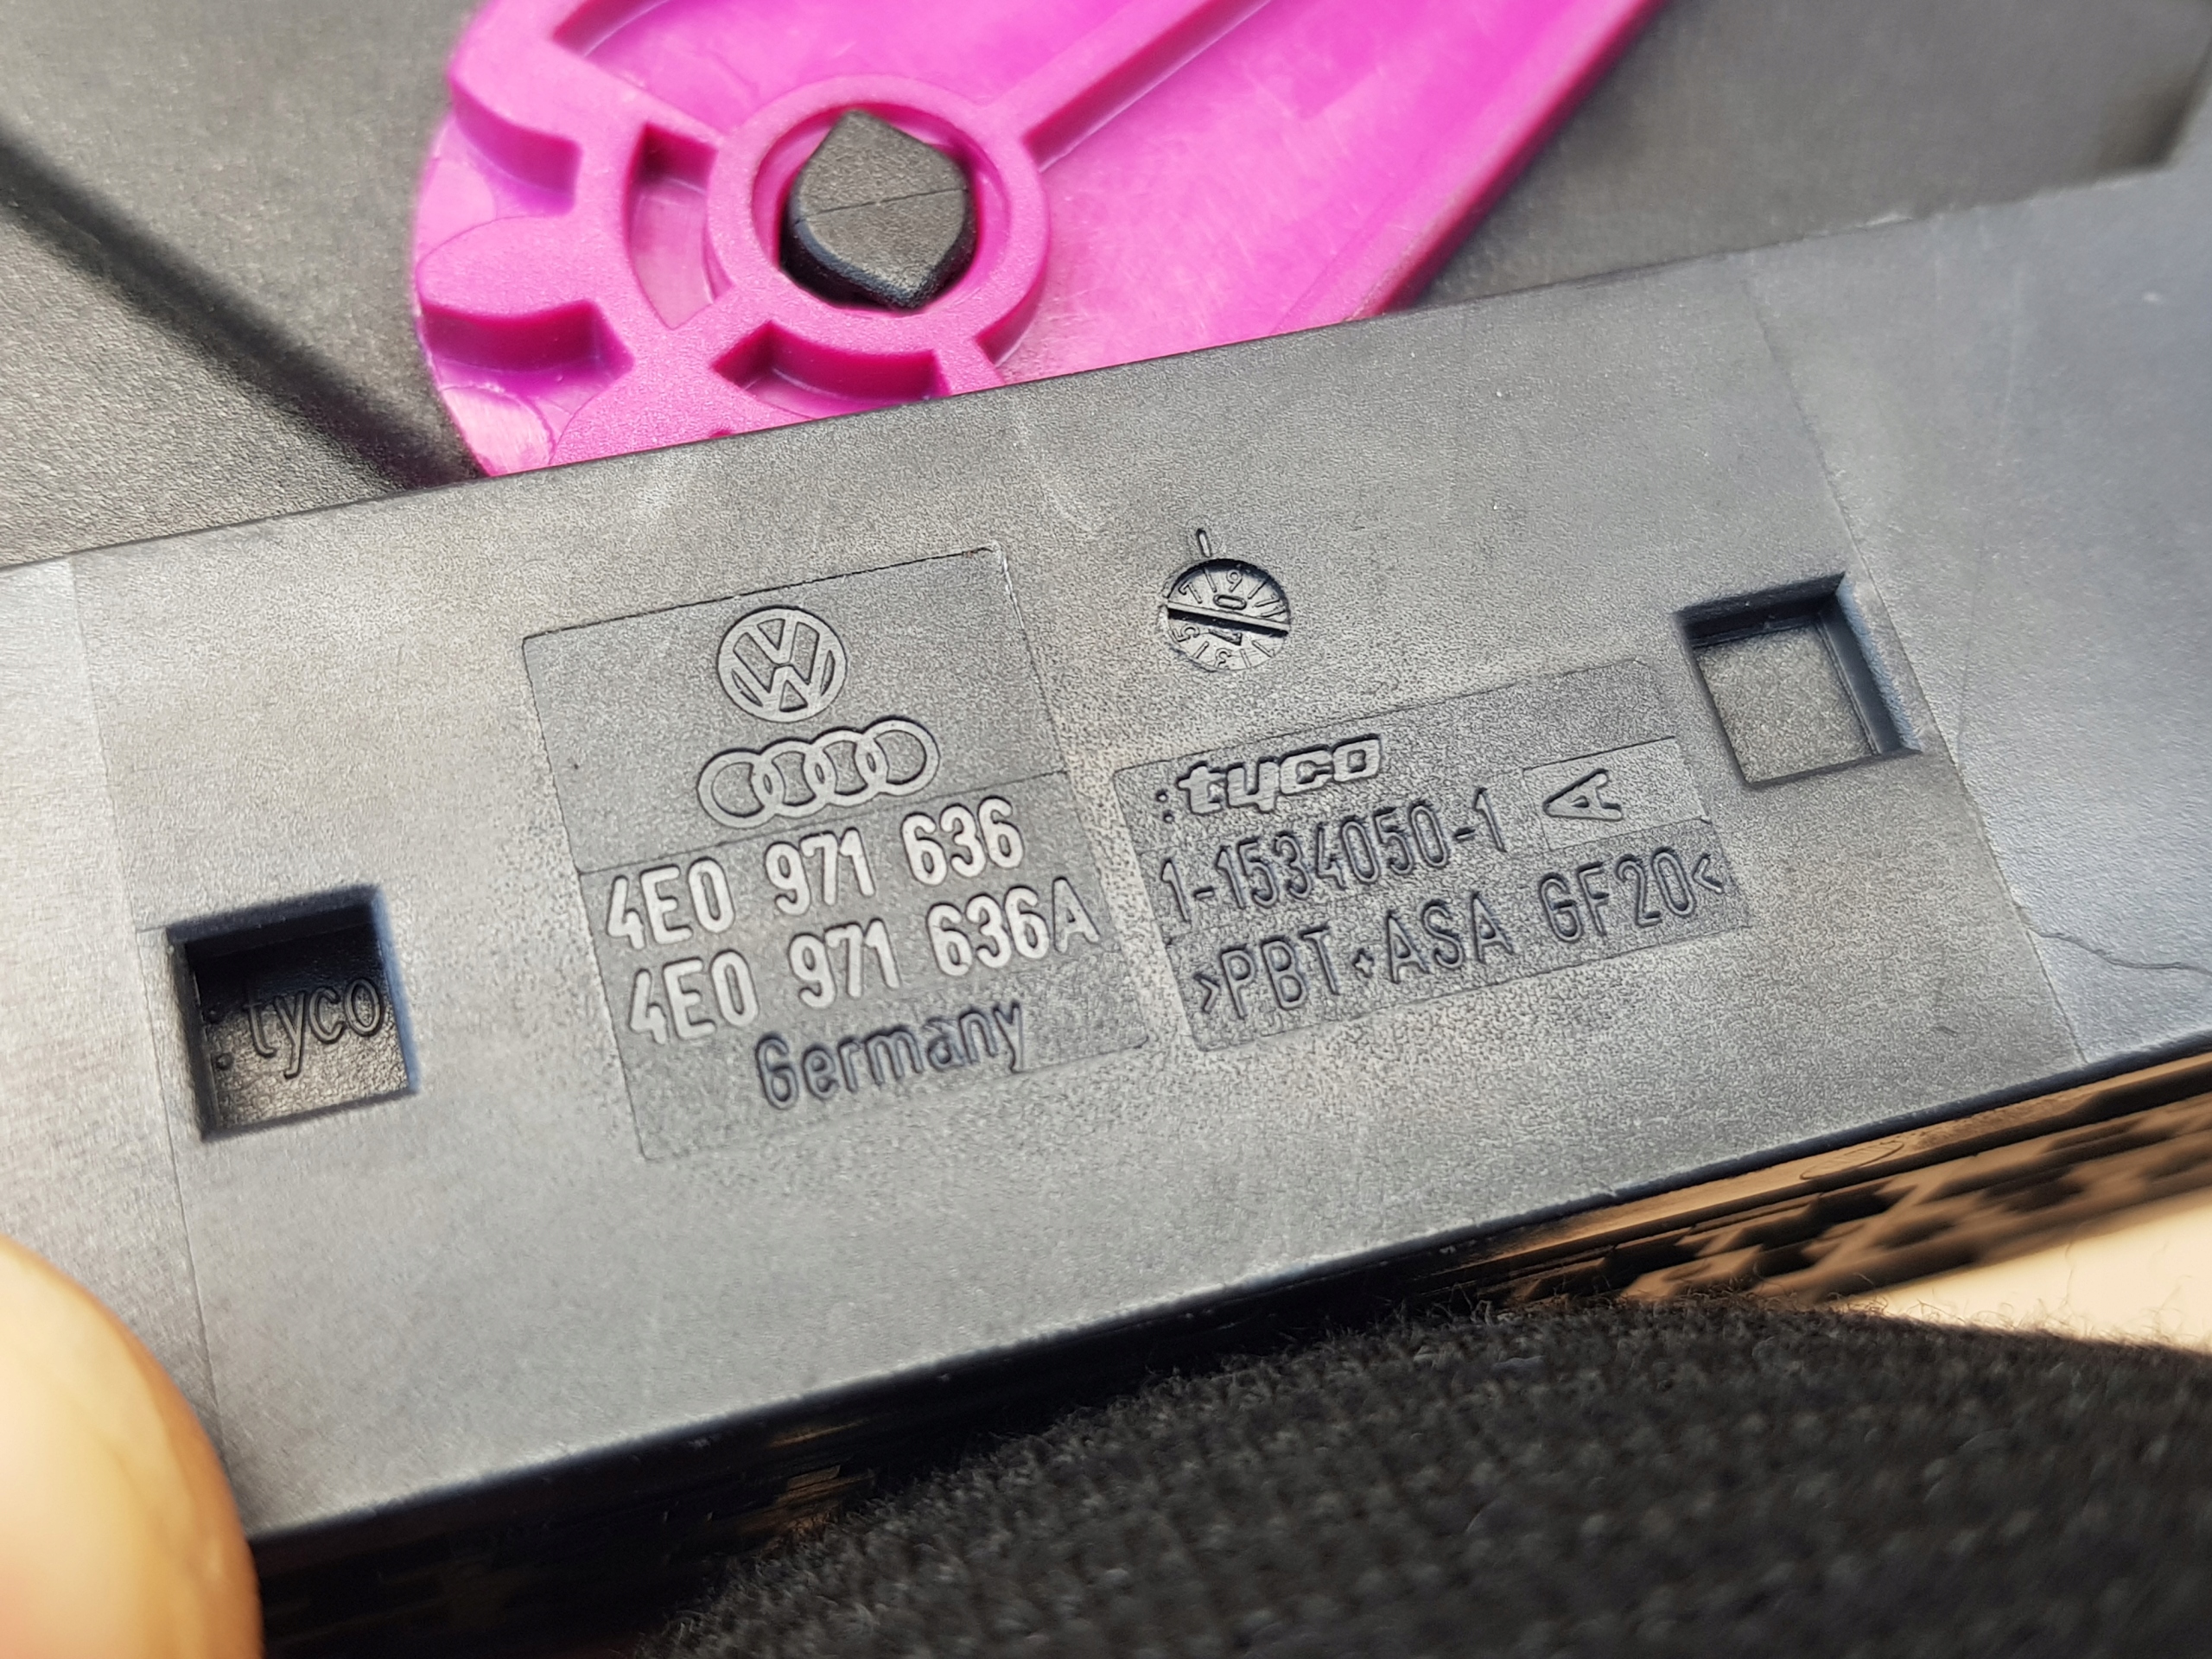 4E0 971 636
4E0 971 636A
Germany
:tyco
1-1534050-1 A
>PBT+ASA GF20<
:tyco